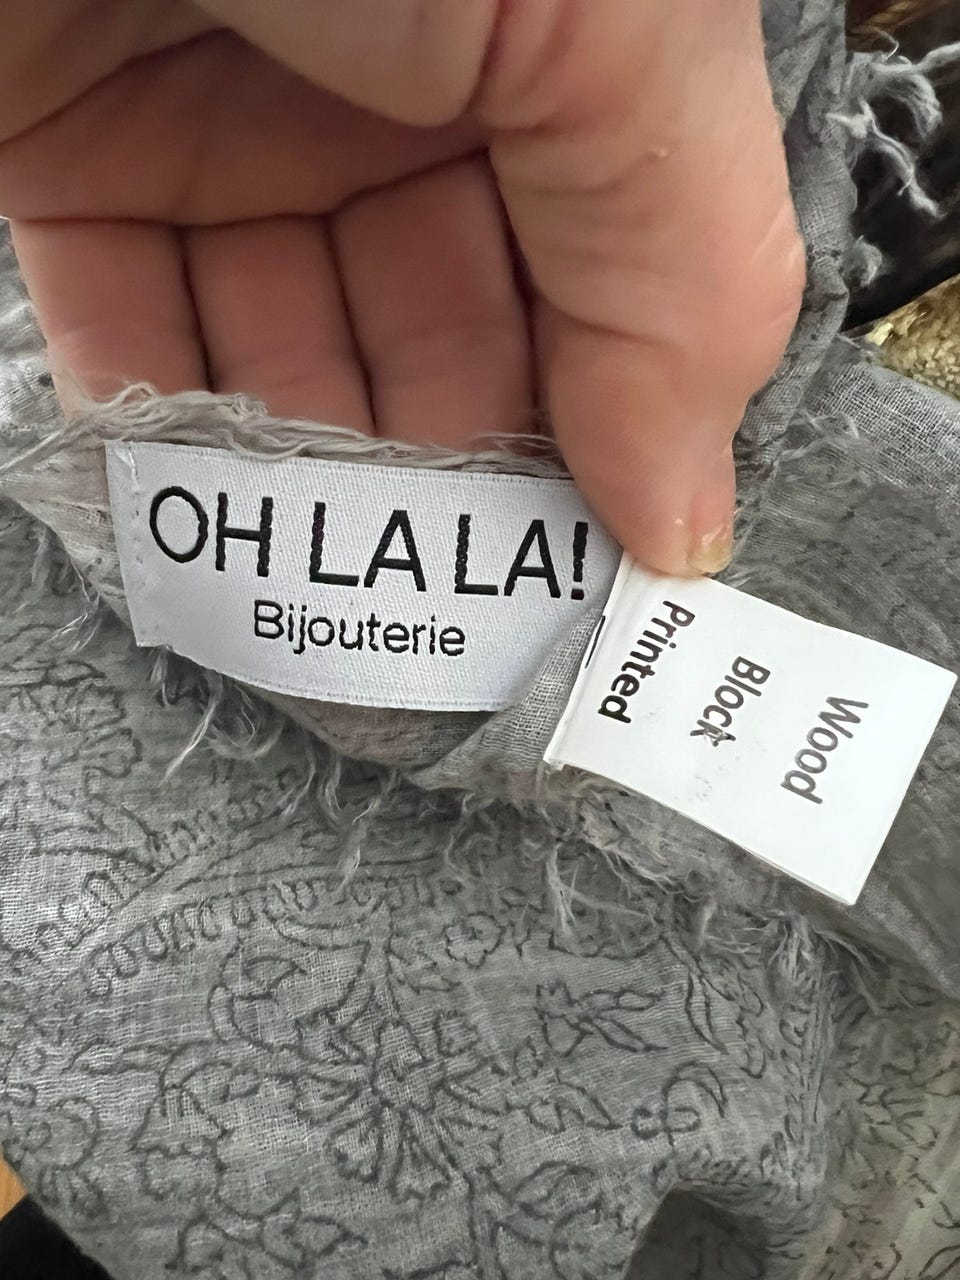 OH LA LA!
Bijouterie
Wood
Block
Printed